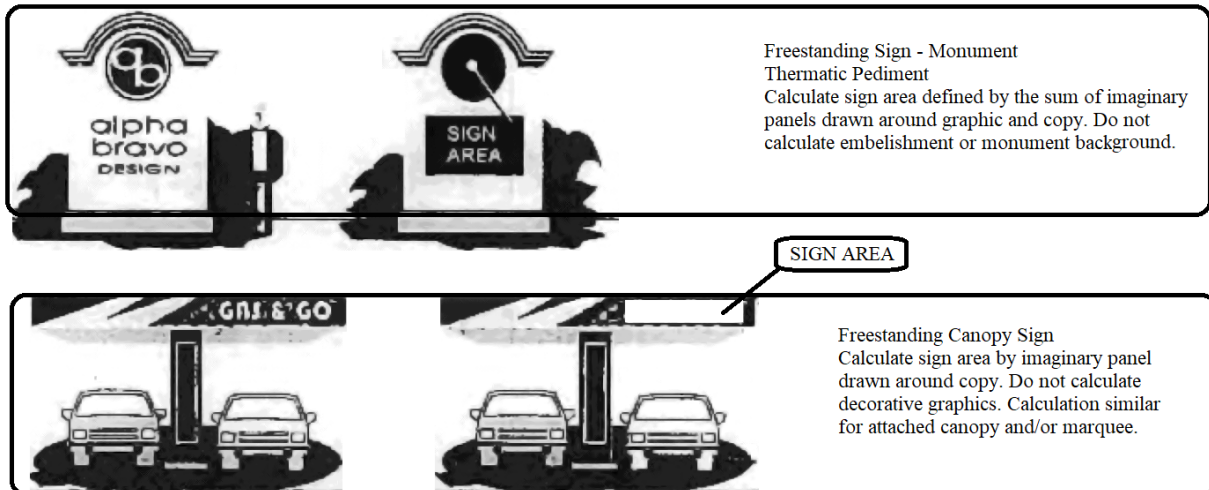 ab
alpha
bravo
DESIGN
SIGN
AREA
Freestanding Sign - Monument
Thermatic Pediment
Calculate sign area defined by the sum of imaginary
panels drawn around graphic and copy. Do not
calculate embelishment or monument background.
SIGN AREA
GAS & GO
Freestanding Canopy Sign
Calculate sign area by imaginary panel
drawn around copy. Do not calculate
decorative graphics. Calculation similar
for attached canopy and/or marquee.